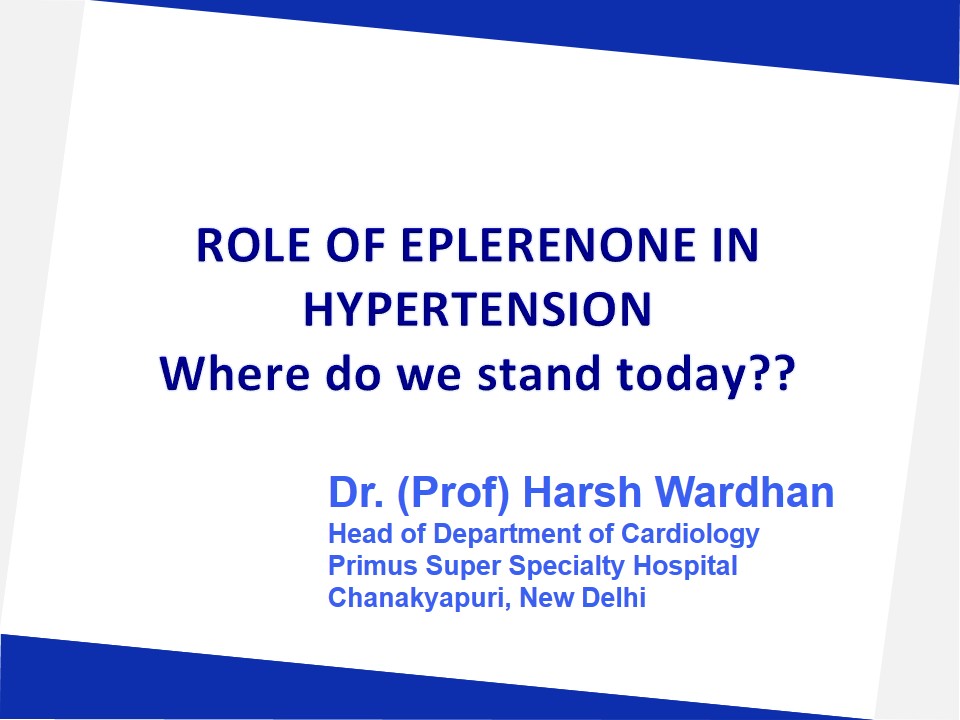 ROLE OF EPLERENONE IN
HYPERTENSION
Where do we stand today??
Dr. (Prof) Harsh Wardhan
Head of Department of Cardiology
Primus Super Specialty Hospital
Chanakyapuri, New Delhi